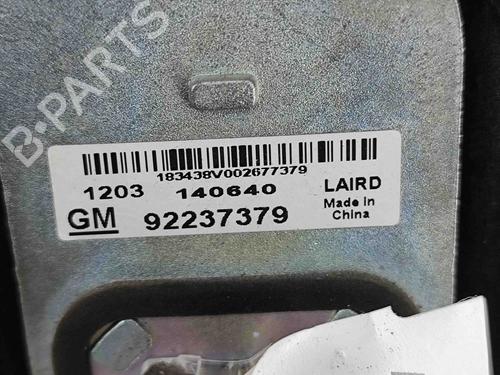 B-PARTS
183438V002677379
1203 140640 LAIRD
GM 92237379 Made in
China